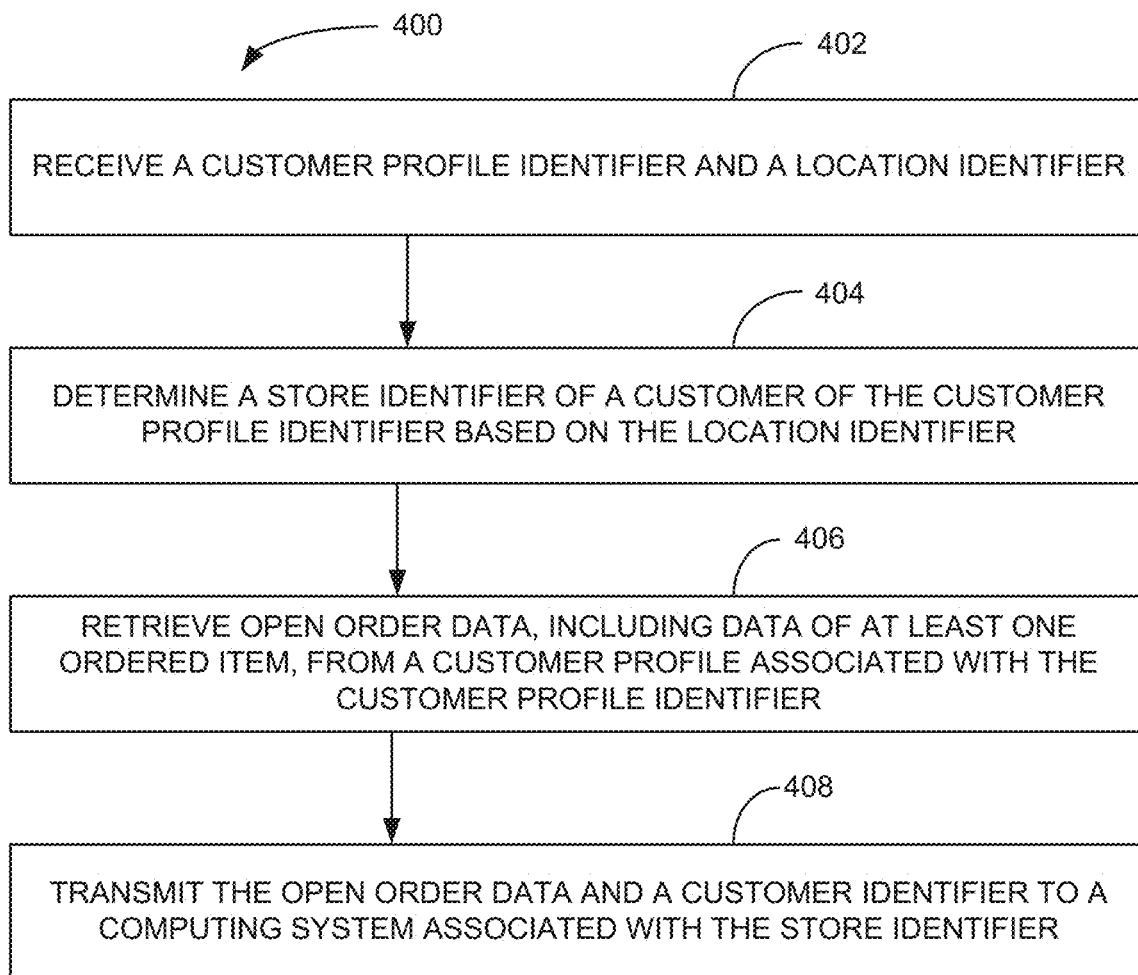 400
402
RECEIVE A CUSTOMER PROFILE IDENTIFIER AND A LOCATION IDENTIFIER
404
DETERMINE A STORE IDENTIFIER OF A CUSTOMER OF THE CUSTOMER
PROFILE IDENTIFIER BASED ON THE LOCATION IDENTIFIER
406
RETRIEVE OPEN ORDER DATA, INCLUDING DATA OF AT LEAST ONE
ORDERED ITEM, FROM A CUSTOMER PROFILE ASSOCIATED WITH THE
CUSTOMER PROFILE IDENTIFIER
408
TRANSMIT THE OPEN ORDER DATA AND A CUSTOMER IDENTIFIER TO A
COMPUTING SYSTEM ASSOCIATED WITH THE STORE IDENTIFIER